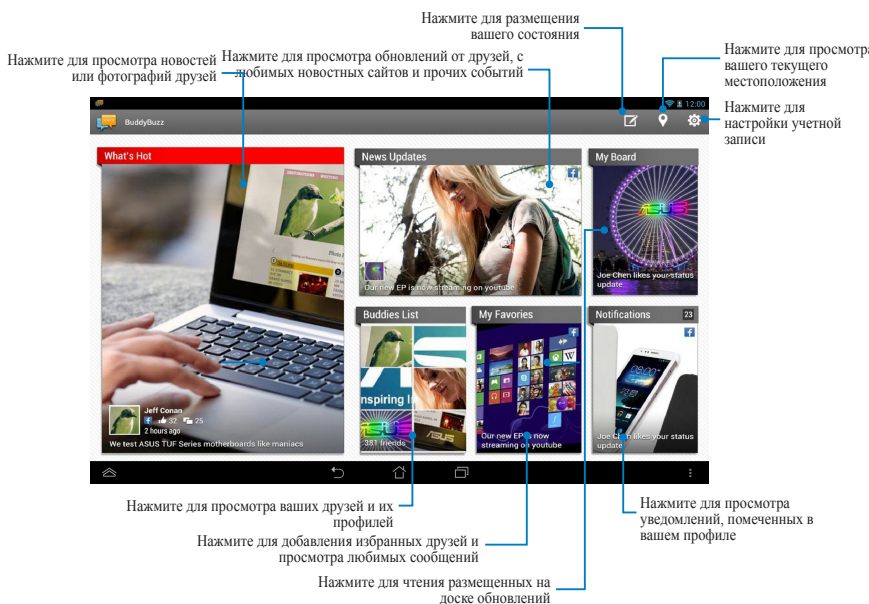 Нажмите для размещения
вашего состояния
Нажмите для просмотра новостей
или фотографий друзей
Нажмите для просмотра обновлений от друзей, с
любимых новостных сайтов и прочих событий
Нажмите для просмотра
вашего текущего
местоположения
Нажмите для
настройки учетной
записи
12:00
BuddyBuzz
What's Hot
News Updates
My Board
ASUS
Our new EP is now streaming on youtube
Joe Chen likes your status
update
Buddies List
My Favories
Notifications 23
nspiring In
ASUS
381 friends
Our new EP is now
streaming on youtube
08:00
Joe Chen likes your status
update
Jeff Conan
32 25
2 hours ago
We test ASUS TUF Series motherboards like maniacs
Нажмите для просмотра ваших друзей и их
профилей
Нажмите для добавления избранных друзей и
просмотра любимых сообщений
Нажмите для чтения размещенных на
доске обновлений
Нажмите для просмотра
уведомлений, помеченных в
вашем профиле